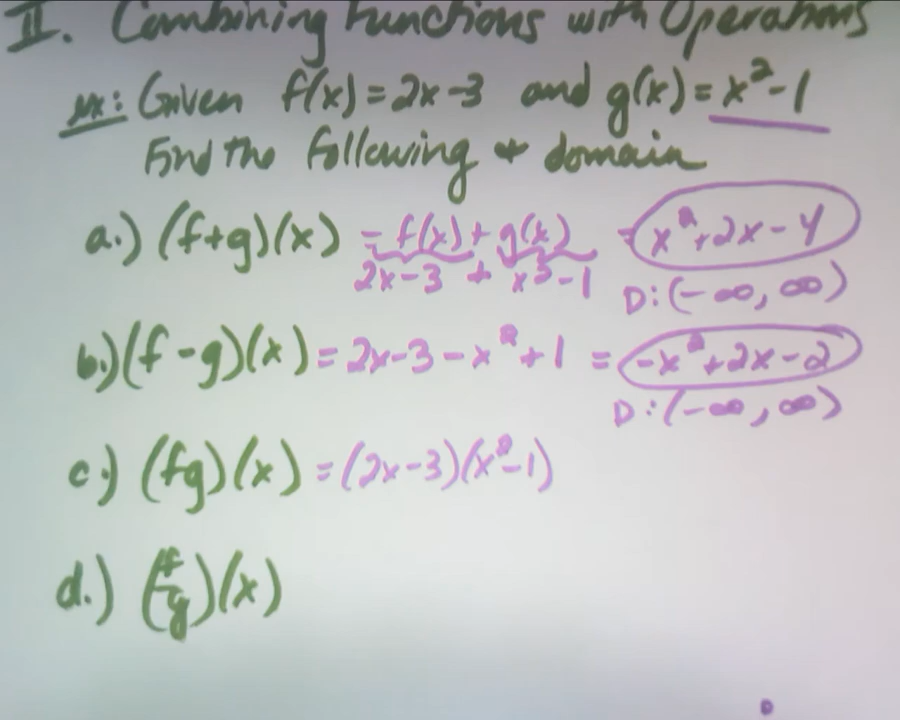 II. Combining Functions with Operations
ex: Given f(x) = 2x-3 and g(x) = x²-1
Find the following + domain
a.) (f+g)(x) = f(x) + g(x) = x²+2x-4
2x-3 + x²-1 D: (-∞, ∞)
b.) (f-g)(x) = 2x-3-x²+1 = -x²+2x-2
D: (-∞, ∞)
c.) (fg)(x) = (2x-3)(x²-1)
d.) (f/g)(x)